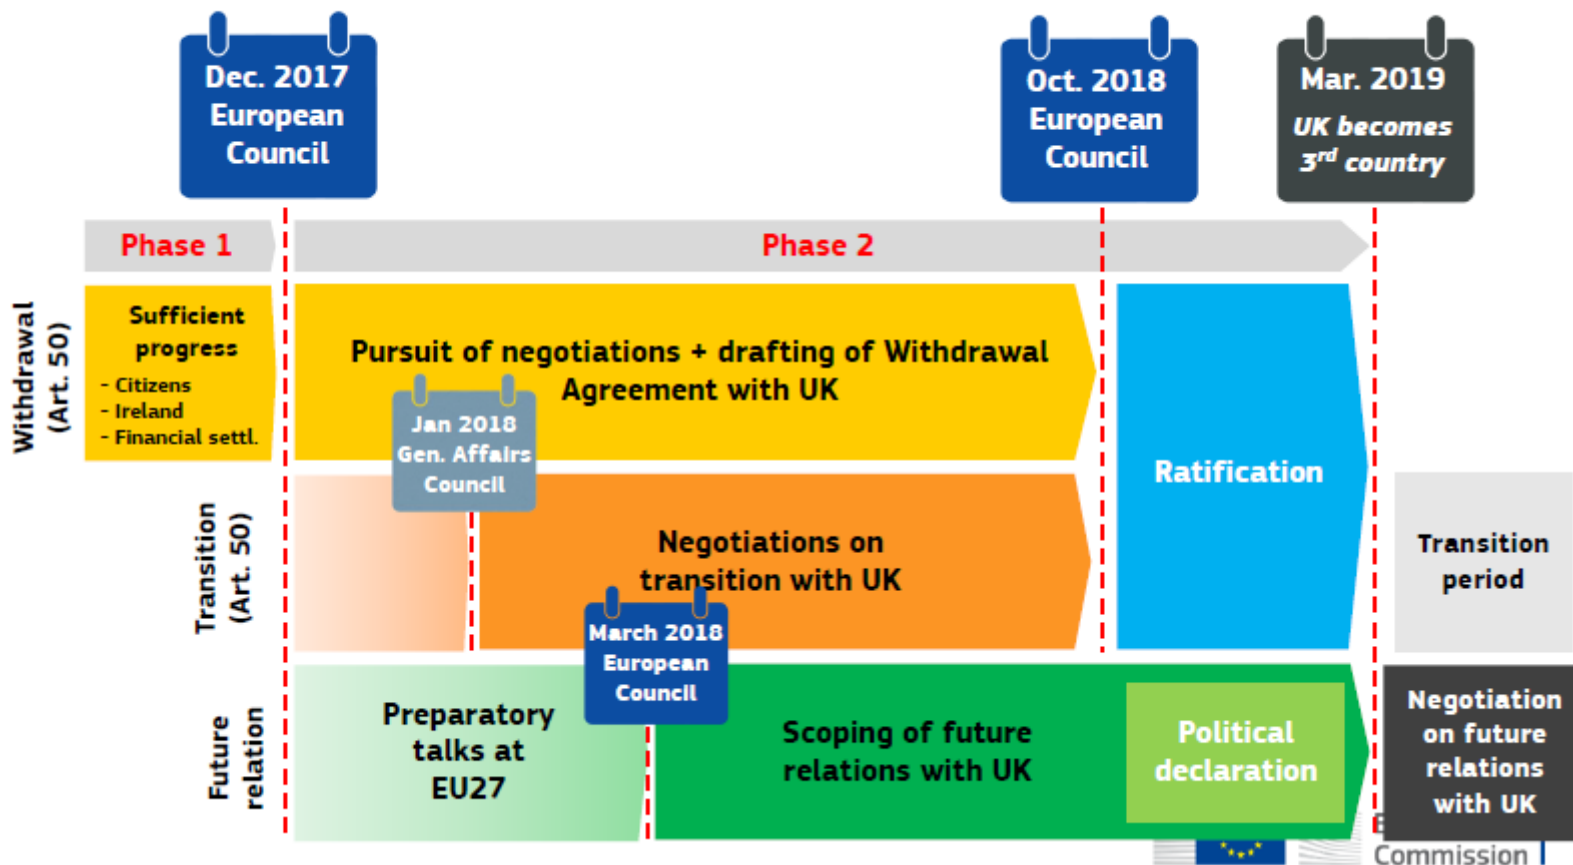 Dec. 2017
European
Council
Oct. 2018
European
Council
Mar. 2019
UK becomes
3rd country
Phase 1
Phase 2
Withdrawal
(Art. 50)
Sufficient
progress
- Citizens
- Ireland
- Financial settl.
Pursuit of negotiations + drafting of Withdrawal
Agreement with UK
Jan 2018
Gen. Affairs
Council
Ratification
Transition
(Art. 50)
Negotiations on
transition with UK
Transition
period
March 2018
European
Council
Future
relation
Preparatory
talks at
EU27
Scoping of future
relations with UK
Political
declaration
Negotiation
on future
relations
with UK
Commission